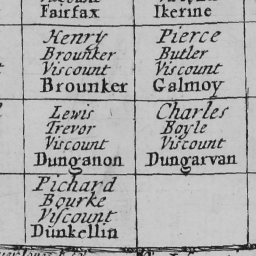 Fairfax
Ikerine
Henry
Brounker
Viscount
Brounker
Pierce
Butler
Viscount
Galmoy
Lewis
Trevor
Viscount
Dunganon
Charles
Boyle
Viscount
Dungarvan
Pichard
Bourke
Viscount
Dunkellin